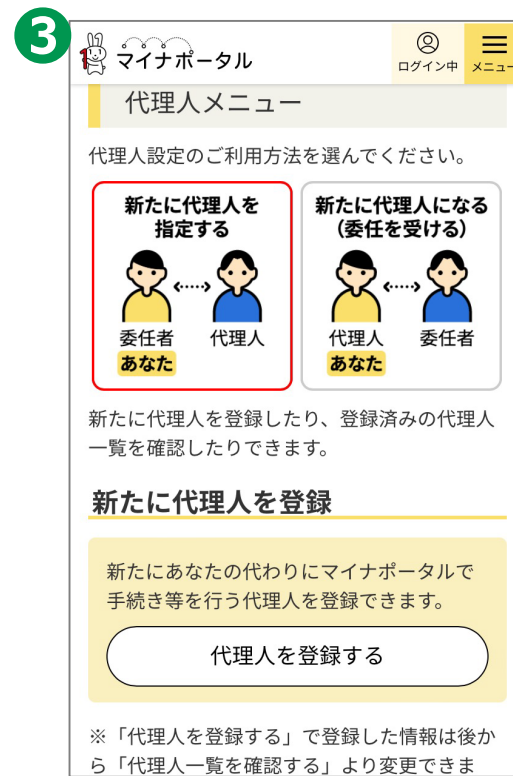 3
マイナポータル
ログイン中
メニュー
代理人メニュー
代理人設定のご利用方法を選んでください。
新たに代理人を
指定する
委任者
代理人
あなた
新たに代理人になる
(委任を受ける)
代理人
委任者
あなた
新たに代理人を登録したり、登録済みの代理人
一覧を確認したりできます。
新たに代理人を登録
新たにあなたの代わりにマイナポータルで
手続き等を行う代理人を登録できます。
代理人を登録する
※「代理人を登録する」で登録した情報は後か
ら「代理人一覧を確認する」より変更できま